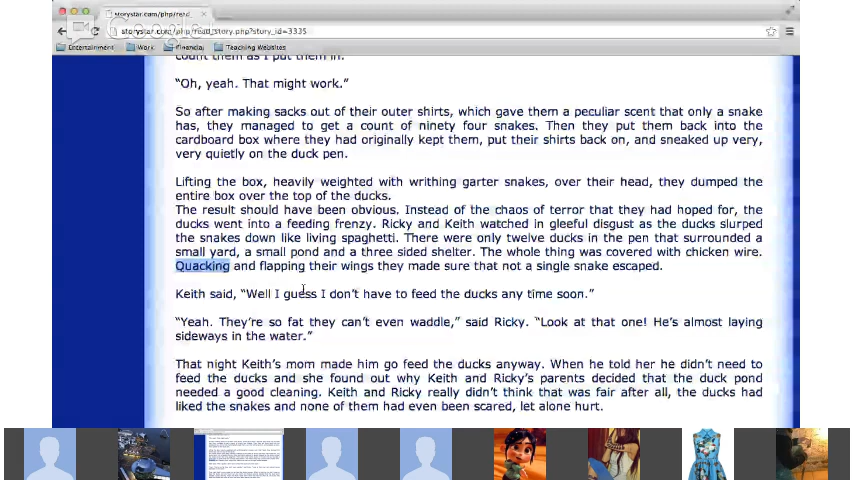 storystar.com/php/read_
storystar.com/php/read_story.php?story_id=3335
Entertainment Work Financial Teaching Websites
Google
count them as I put them in.
“Oh, yeah. That might work.”
So after making sacks out of their outer shirts, which gave them a peculiar scent that only a snake
has, they managed to get a count of ninety four snakes. Then they put them back into the
cardboard box where they had originally kept them, put their shirts back on, and sneaked up very,
very quietly on the duck pen.
Lifting the box, heavily weighted with writhing garter snakes, over their head, they dumped the
entire box over the top of the ducks.
The result should have been obvious. Instead of the chaos of terror that they had hoped for, the
ducks went into a feeding frenzy. Ricky and Keith watched in gleeful disgust as the ducks slurped
the snakes down like living spaghetti. There were only twelve ducks in the pen that surrounded a
small yard, a small pond and a three sided shelter. The whole thing was covered with chicken wire.
Quacking and flapping their wings they made sure that not a single snake escaped.
Keith said, “Well I guess I don’t have to feed the ducks any time soon.”
“Yeah. They’re so fat they can’t even waddle,” said Ricky. “Look at that one! He’s almost laying
sideways in the water.”
That night Keith’s mom made him go feed the ducks anyway. When he told her he didn’t need to
feed the ducks and she found out why Keith and Ricky’s parents decided that the duck pond
needed a good cleaning. Keith and Ricky really didn’t think that was fair after all, the ducks had
liked the snakes and none of them had even been scared, let alone hurt.